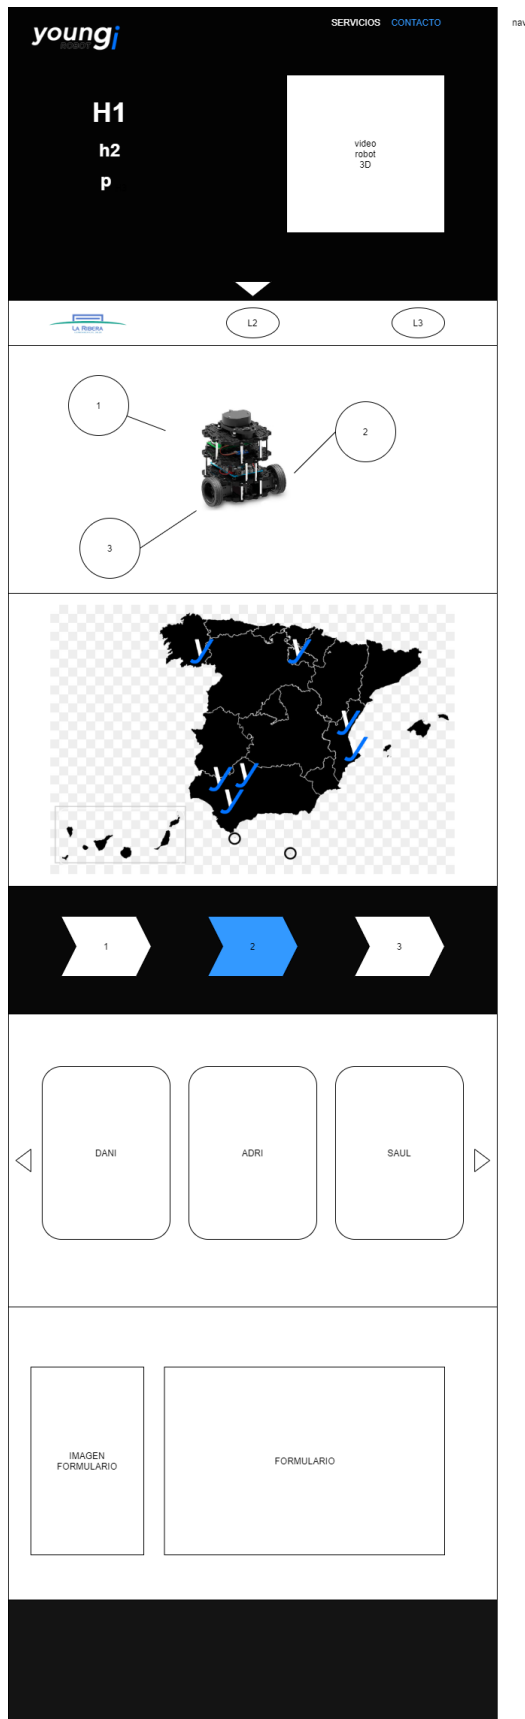 SERVICIOS CONTACTO
nav
youngi
ROBOT
H1
h2
p
video
robot
3D
LA RIBERA
L2
L3
1
2
3
1
2
3
DANI
ADRI
SAUL
IMAGEN
FORMULARIO
FORMULARIO